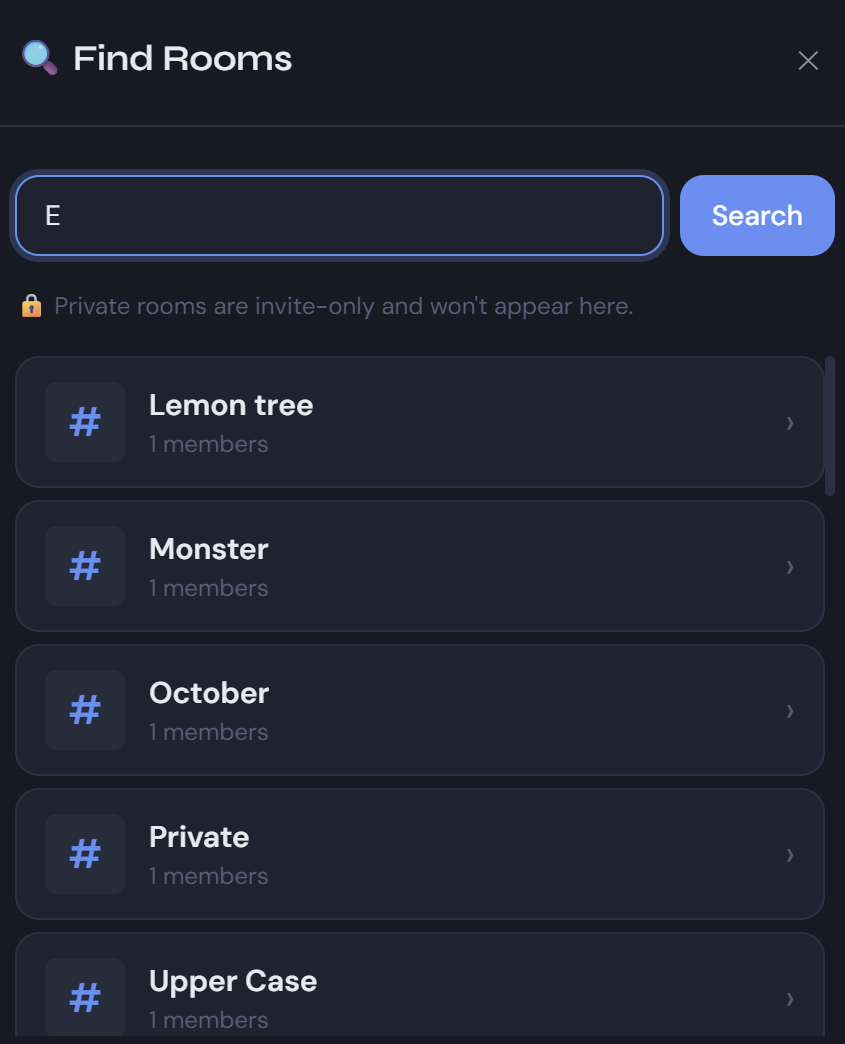 🔍 Find Rooms ×
E Search
🔒 Private rooms are invite-only and won't appear here.
# Lemon tree ›
1 members
# Monster ›
1 members
# October ›
1 members
# Private ›
1 members
# Upper Case ›
1 members